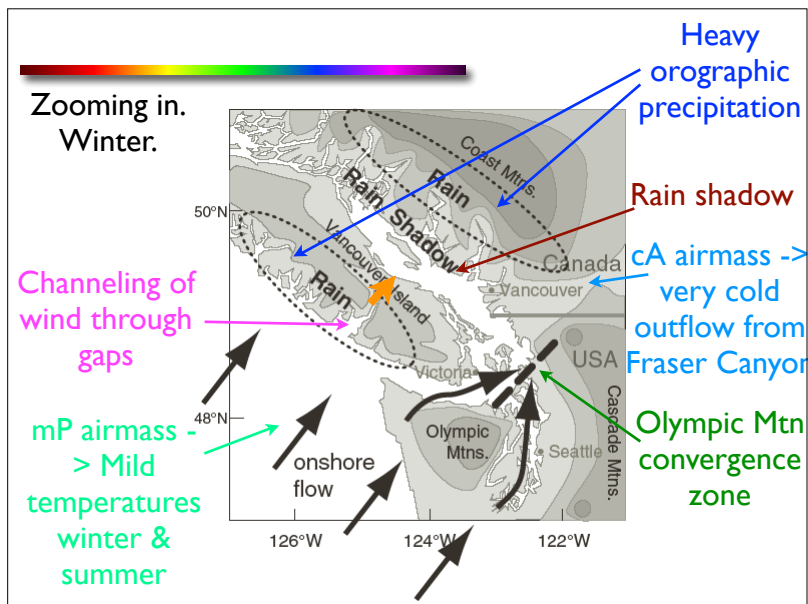 Zooming in.
Winter.
Heavy
orographic
precipitation
Rain shadow
cA airmass ->
very cold
outflow from
Fraser Canyon
Olympic Mtn
convergence
zone
Channeling of
wind through
gaps
mP airmass -
> Mild
temperatures
winter &
summer
50°N
48°N
126°W
124°W
122°W
Coast Mtns.
Rain
Rain Shadow
Vancouver Island
Rain
Canada
Vancouver
USA
Victoria
Cascade Mtns.
Olympic
Mtns.
Seattle
onshore
flow